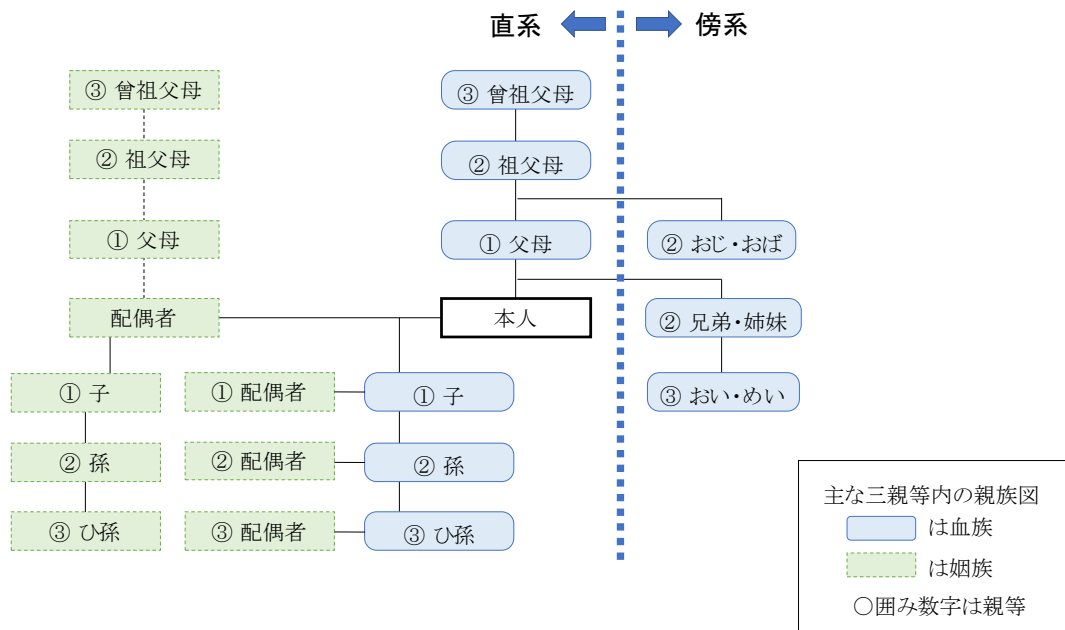 直系
傍系
③ 曾祖父母
③ 曾祖父母
② 祖父母
② 祖父母
① 父母
① 父母
② おじ・おば
配偶者
本人
② 兄弟・姉妹
① 子
① 配偶者
① 子
③ おい・めい
② 孫
② 配偶者
② 孫
③ ひ孫
③ 配偶者
③ ひ孫
主な三親等内の親族図
は血族
は姻族
○囲み数字は親等